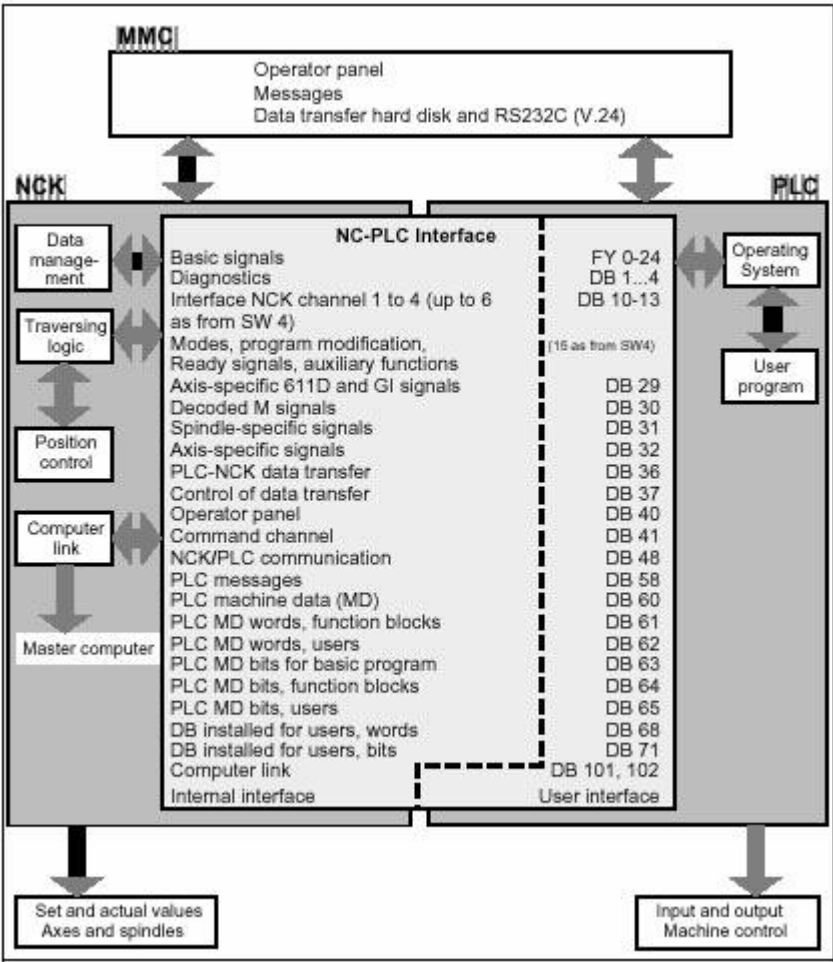 MMC
Operator panel
Messages
Data transfer hard disk and RS232C (V.24)
NCK
PLC
Data
manage-
ment
Traversing
logic
Position
control
Computer
link
Master computer
NC-PLC Interface
Basic signals FY 0-24
Diagnostics DB 1...4
Interface NCK channel 1 to 4 (up to 6 DB 10-13
as from SW 4)
Modes, program modification, (16 as from SW4)
Ready signals, auxiliary functions
Axis-specific 611D and GI signals DB 29
Decoded M signals DB 30
Spindle-specific signals DB 31
Axis-specific signals DB 32
PLC-NCK data transfer DB 36
Control of data transfer DB 37
Operator panel DB 40
Command channel DB 41
NCK/PLC communication DB 48
PLC messages DB 58
PLC machine data (MD) DB 60
PLC MD words, function blocks DB 61
PLC MD words, users DB 62
PLC MD bits for basic program DB 63
PLC MD bits, function blocks DB 64
PLC MD bits, users DB 65
DB installed for users, words DB 68
DB installed for users, bits DB 71
Computer link DB 101, 102
Internal interface User interface
Operating
System
User
program
Set and actual values
Axes and spindles
Input and output
Machine control